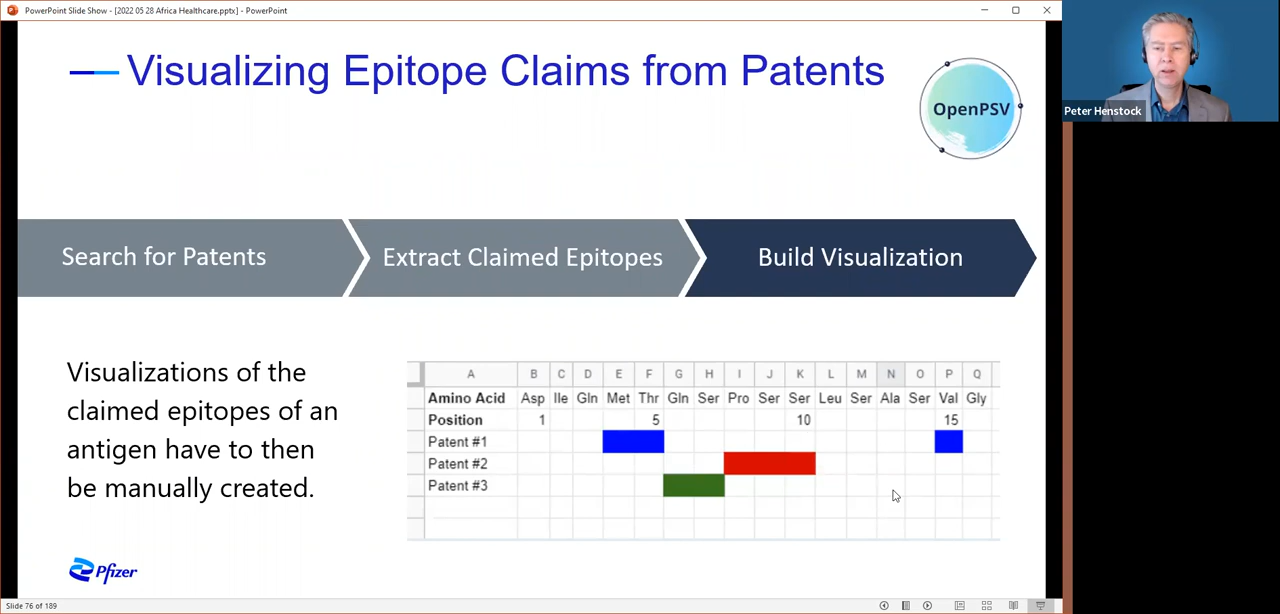 PowerPoint Slide Show - [2022 05 28 Africa Healthcare.pptx] - PowerPoint
Visualizing Epitope Claims from Patents
OpenPSV
Peter Henstock
Search for Patents
Extract Claimed Epitopes
Build Visualization
Visualizations of the
claimed epitopes of an
antigen have to then
be manually created.
A B C D E F G H I J K L M N O P Q
Amino Acid Asp Ile Gln Met Thr Gln Ser Pro Ser Ser Leu Ser Ala Ser Val Gly
Position 1 5 10 15
Patent #1
Patent #2
Patent #3
Pfizer
Slide 76 of 189